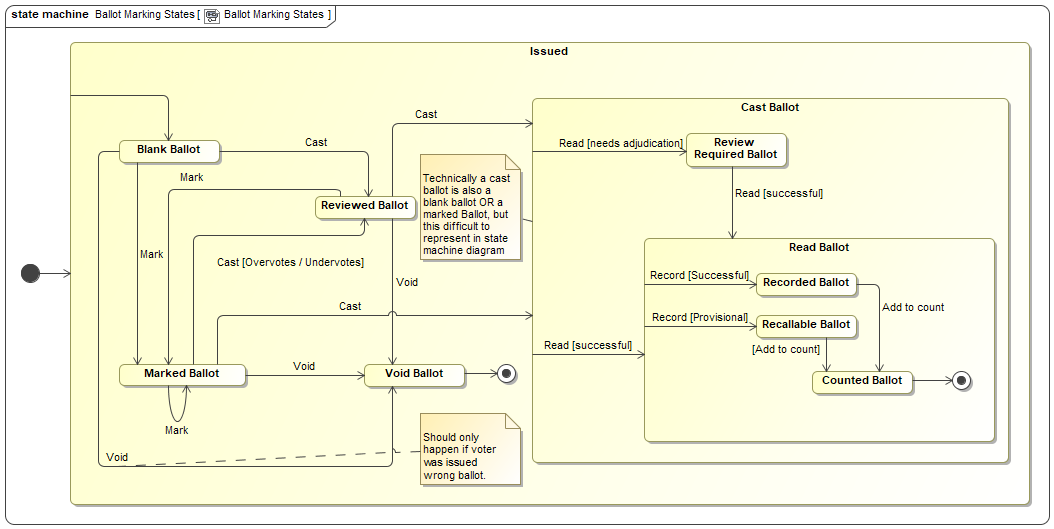 state machine Ballot Marking States [ Ballot Marking States ]
Issued
Cast Ballot
Cast
Read [needs adjudication]
Review
Required Ballot
Blank Ballot
Cast
Mark
Technically a cast
ballot is also a
blank ballot OR a
marked Ballot, but
this difficult to
represent in state
machine diagram
Read [successful]
Reviewed Ballot
Mark
Cast [Overvotes / Undervotes]
Void
Read Ballot
Record [Successful]
Recorded Ballot
Add to count
Cast
Record [Provisional]
Recallable Ballot
Read [successful]
[Add to count]
Marked Ballot
Void
Void Ballot
Counted Ballot
Mark
Void
Should only
happen if voter
was issued
wrong ballot.